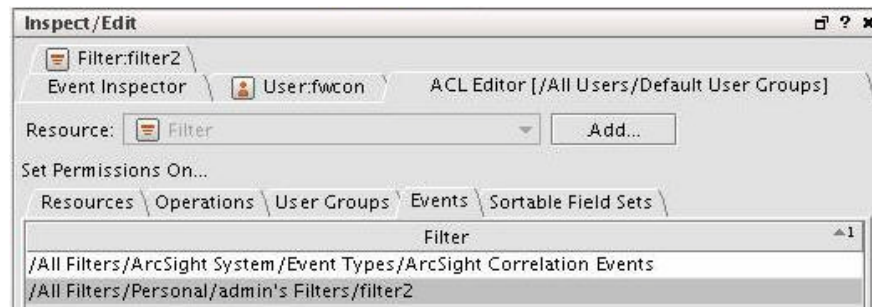 Inspect/Edit ?
Filter:filter2
Event Inspector User:fwcon ACL Editor [/All Users/Default User Groups]
Resource: Filter Add...
Set Permissions On...
Resources Operations User Groups Events Sortable Field Sets
Filter 1
/All Filters/ArcSight System/Event Types/ArcSight Correlation Events
/All Filters/Personal/admin's Filters/filter2